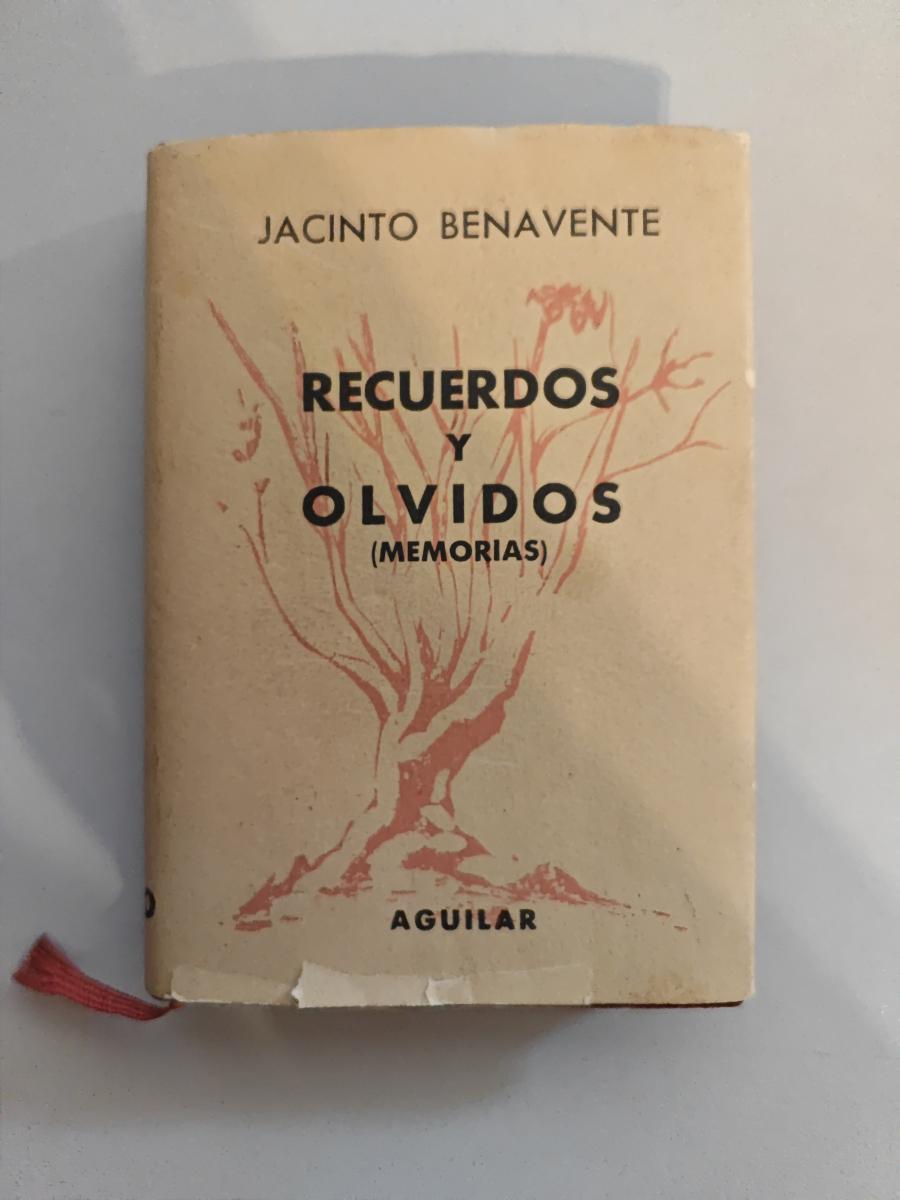 JACINTO BENAVENTE
RECUERDOS
Y
OLVIDOS
(MEMORIAS)
AGUILAR